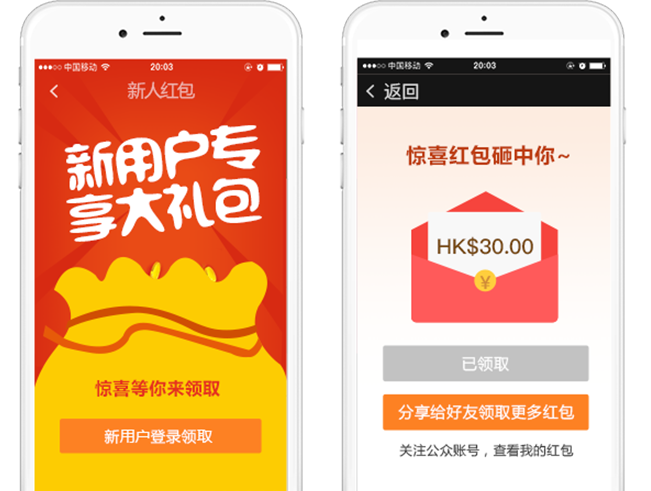 中国移动 20:03
新人红包
新用户专
享大礼包
惊喜等你来领取
新用户登录领取
中国移动 20:03
返回
惊喜红包砸中你~
HK$30.00
¥
已领取
分享给好友领取更多红包
关注公众账号，查看我的红包